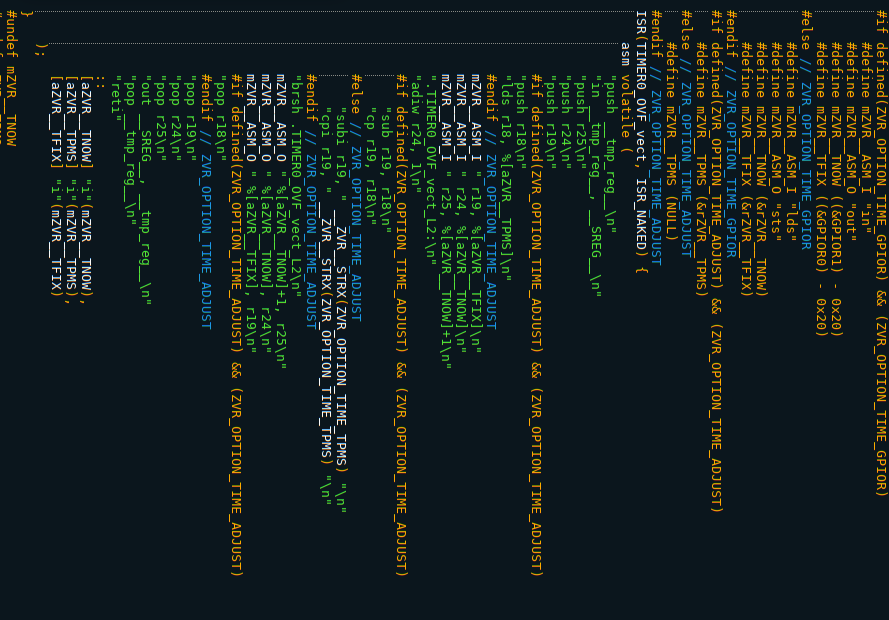 #if defined(ZVR_OPTION_TIME_GPIOR) && (ZVR_OPTION_TIME_GPIOR)
#define mZVR__ASM_I "in"
#define mZVR__ASM_O "out"
#define mZVR__TNOW ((&GPIOR1) - 0x20)
#define mZVR__TFIX ((&GPIOR0) - 0x20)
#else // ZVR_OPTION_TIME_GPIOR
#define mZVR__ASM_I "lds"
#define mZVR__ASM_O "sts"
#define mZVR__TNOW (&rZVR__TNOW)
#define mZVR__TFIX (&rZVR__TFIX)
#endif // ZVR_OPTION_TIME_GPIOR
#if defined(ZVR_OPTION_TIME_ADJUST) && (ZVR_OPTION_TIME_ADJUST)
#define mZVR__TPMS (&rZVR__TPMS)
#else // ZVR_OPTION_TIME_ADJUST
#define mZVR__TPMS (NULL)
#endif // ZVR_OPTION_TIME_ADJUST
ISR(TIMER0_OVF_vect, ISR_NAKED) {
asm volatile (
"push __tmp_reg__\n"
"in __tmp_reg__, __SREG__\n"
"push r25\n"
"push r24\n"
"push r19\n"
#if defined(ZVR_OPTION_TIME_ADJUST) && (ZVR_OPTION_TIME_ADJUST)
"push r18\n"
"lds r18, %[aZVR__TPMS]\n"
#endif // ZVR_OPTION_TIME_ADJUST
mZVR__ASM_I " r19, %[aZVR__TFIX]\n"
mZVR__ASM_I " r24, %[aZVR__TNOW]\n"
mZVR__ASM_I " r25, %[aZVR__TNOW]+1\n"
".TIMER0_OVF_vect_L2:\n"
"adiw r24, 1\n"
#if defined(ZVR_OPTION_TIME_ADJUST) && (ZVR_OPTION_TIME_ADJUST)
"sub r19, r18\n"
"cp r19, r18\n"
#else // ZVR_OPTION_TIME_ADJUST
"subi r19, " __ZVR__STRX(ZVR_OPTION_TIME_TPMS) "\n"
"cpi r19, " __ZVR__STRX(ZVR_OPTION_TIME_TPMS) "\n"
#endif // ZVR_OPTION_TIME_ADJUST
"brsh .TIMER0_OVF_vect_L2\n"
mZVR__ASM_O " %[aZVR__TNOW]+1, r25\n"
mZVR__ASM_O " %[aZVR__TNOW], r24\n"
mZVR__ASM_O " %[aZVR__TFIX], r19\n"
#if defined(ZVR_OPTION_TIME_ADJUST) && (ZVR_OPTION_TIME_ADJUST)
"pop r18\n"
#endif // ZVR_OPTION_TIME_ADJUST
"pop r19\n"
"pop r24\n"
"pop r25\n"
"out __SREG__, __tmp_reg__\n"
"pop __tmp_reg__\n"
"reti"
::
[aZVR__TNOW] "i"(mZVR__TNOW),
[aZVR__TPMS] "i"(mZVR__TPMS),
[aZVR__TFIX] "i"(mZVR__TFIX)
);
}
#undef mZVR__TNOW